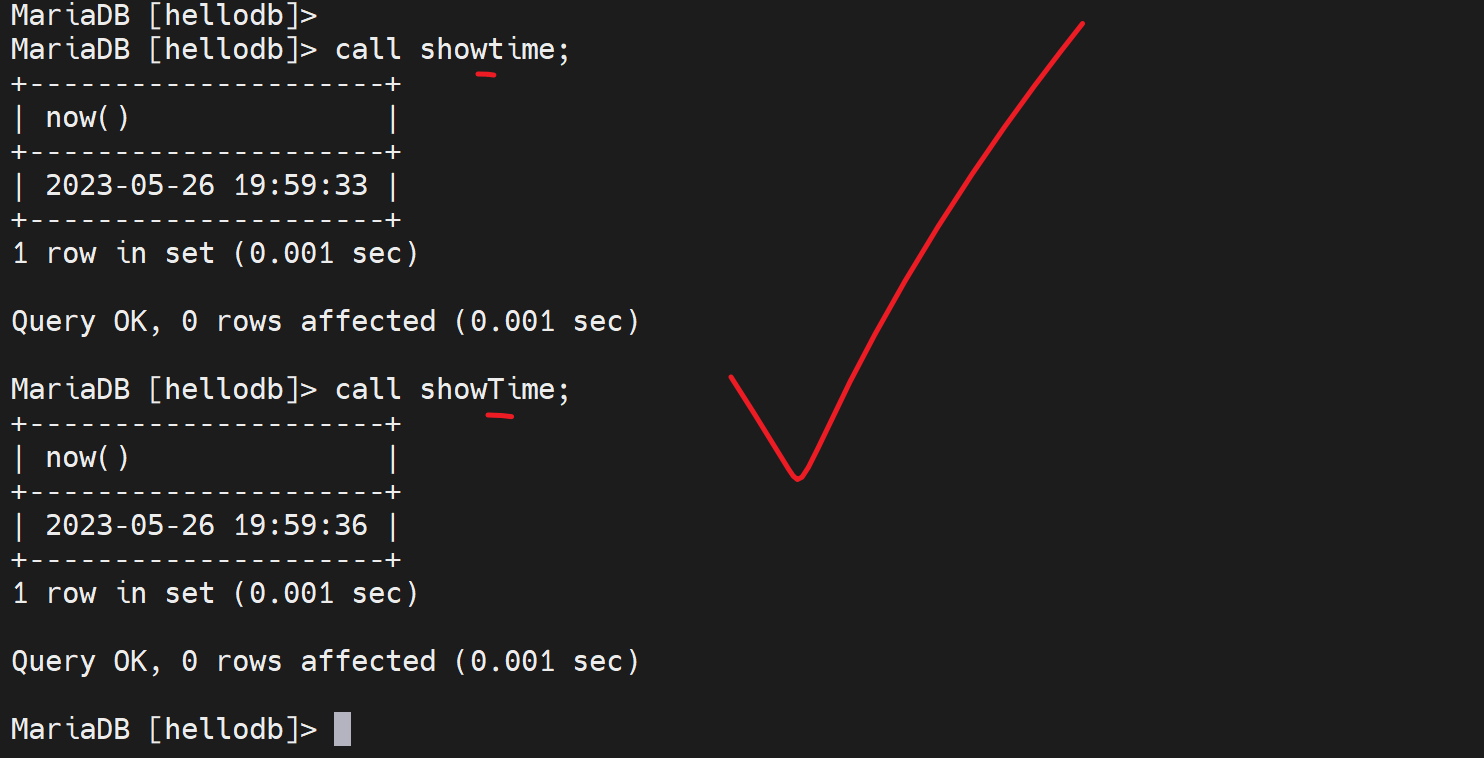 MariaDB [hellodb]>
MariaDB [hellodb]> call showtime;
+---------------------+
| now()               |
+---------------------+
| 2023-05-26 19:59:33 |
+---------------------+
1 row in set (0.001 sec)

Query OK, 0 rows affected (0.001 sec)

MariaDB [hellodb]> call showTime;
+---------------------+
| now()               |
+---------------------+
| 2023-05-26 19:59:36 |
+---------------------+
1 row in set (0.001 sec)

Query OK, 0 rows affected (0.001 sec)

MariaDB [hellodb]>